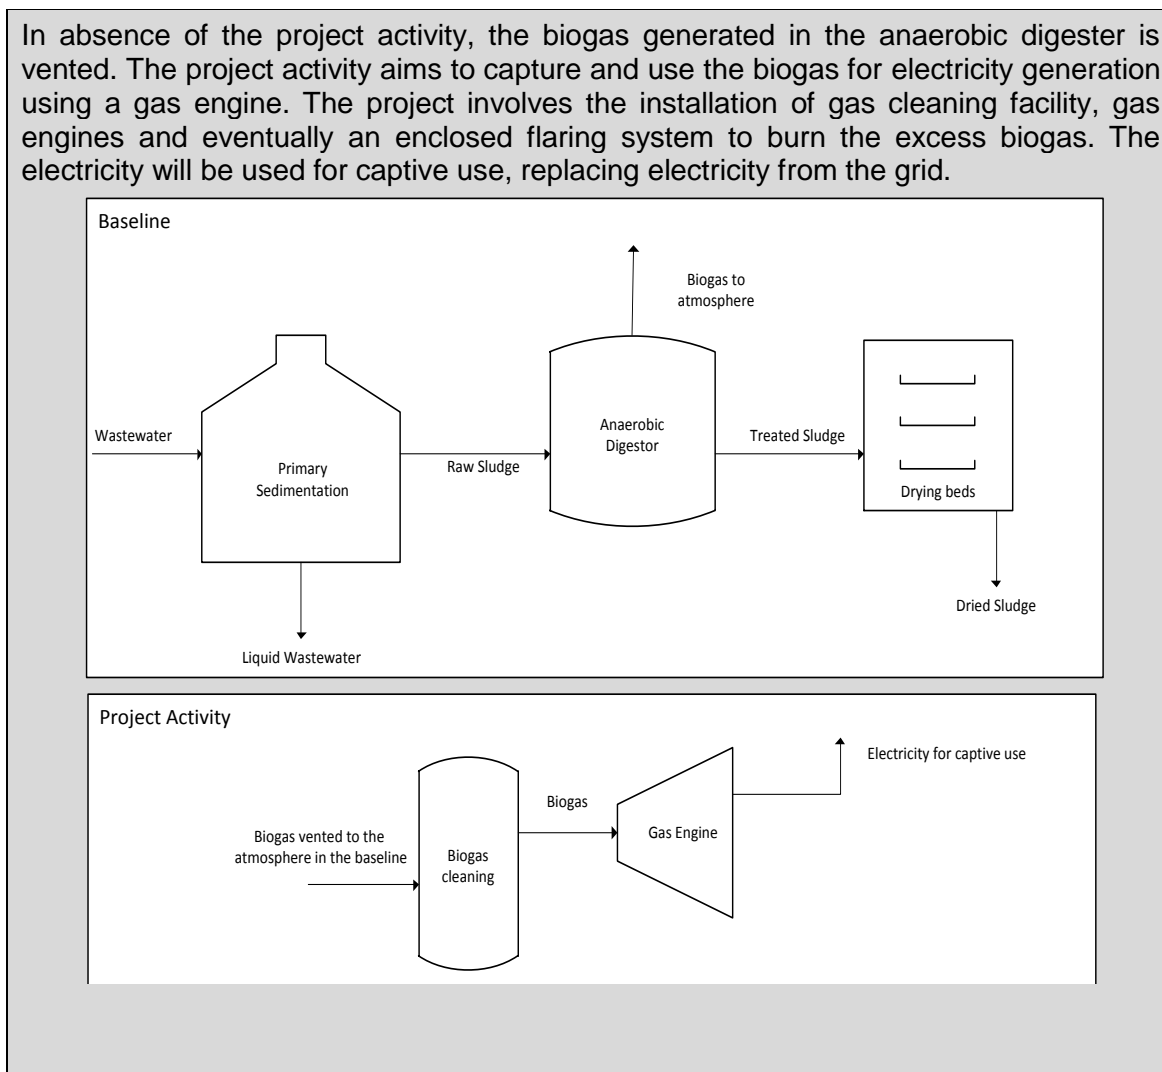 In absence of the project activity, the biogas generated in the anaerobic digester is
vented. The project activity aims to capture and use the biogas for electricity generation
using a gas engine. The project involves the installation of gas cleaning facility, gas
engines and eventually an enclosed flaring system to burn the excess biogas. The
electricity will be used for captive use, replacing electricity from the grid.
Baseline
Biogas to
atmosphere
Wastewater
Primary
Sedimentation
Raw Sludge
Anaerobic
Digestor
Treated Sludge
Drying beds
Dried Sludge
Liquid Wastewater
Project Activity
Electricity for captive use
Biogas
Gas Engine
Biogas vented to the
atmosphere in the baseline
Biogas
cleaning